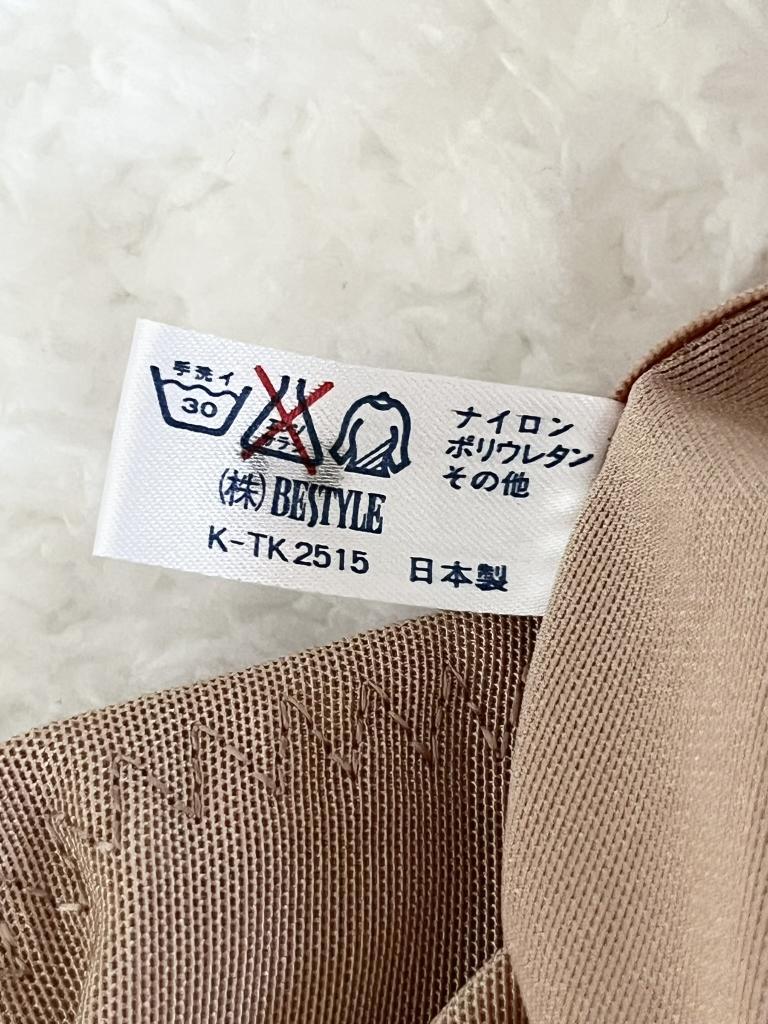 手洗イ
30
ナイロン
ポリウレタン
その他
(株) BESTYLE
K-TK2515 日本製